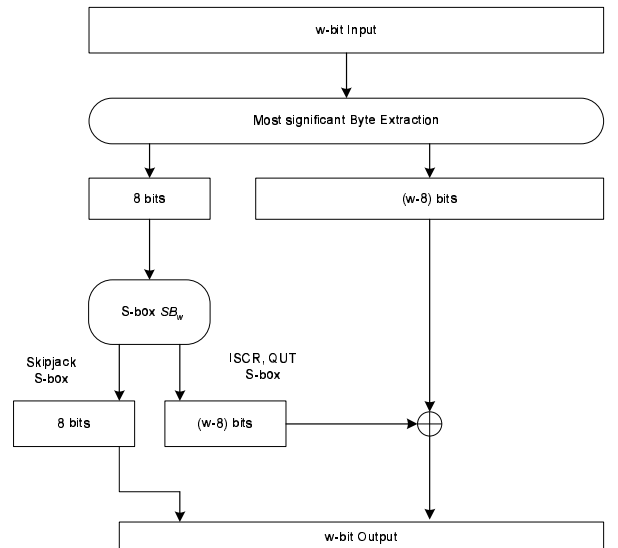 w-bit Input
Most significant Byte Extraction
8 bits
(w-8) bits
S-box SBw
Skipjack
S-box
ISCR, QUT
S-box
8 bits
(w-8) bits
w-bit Output